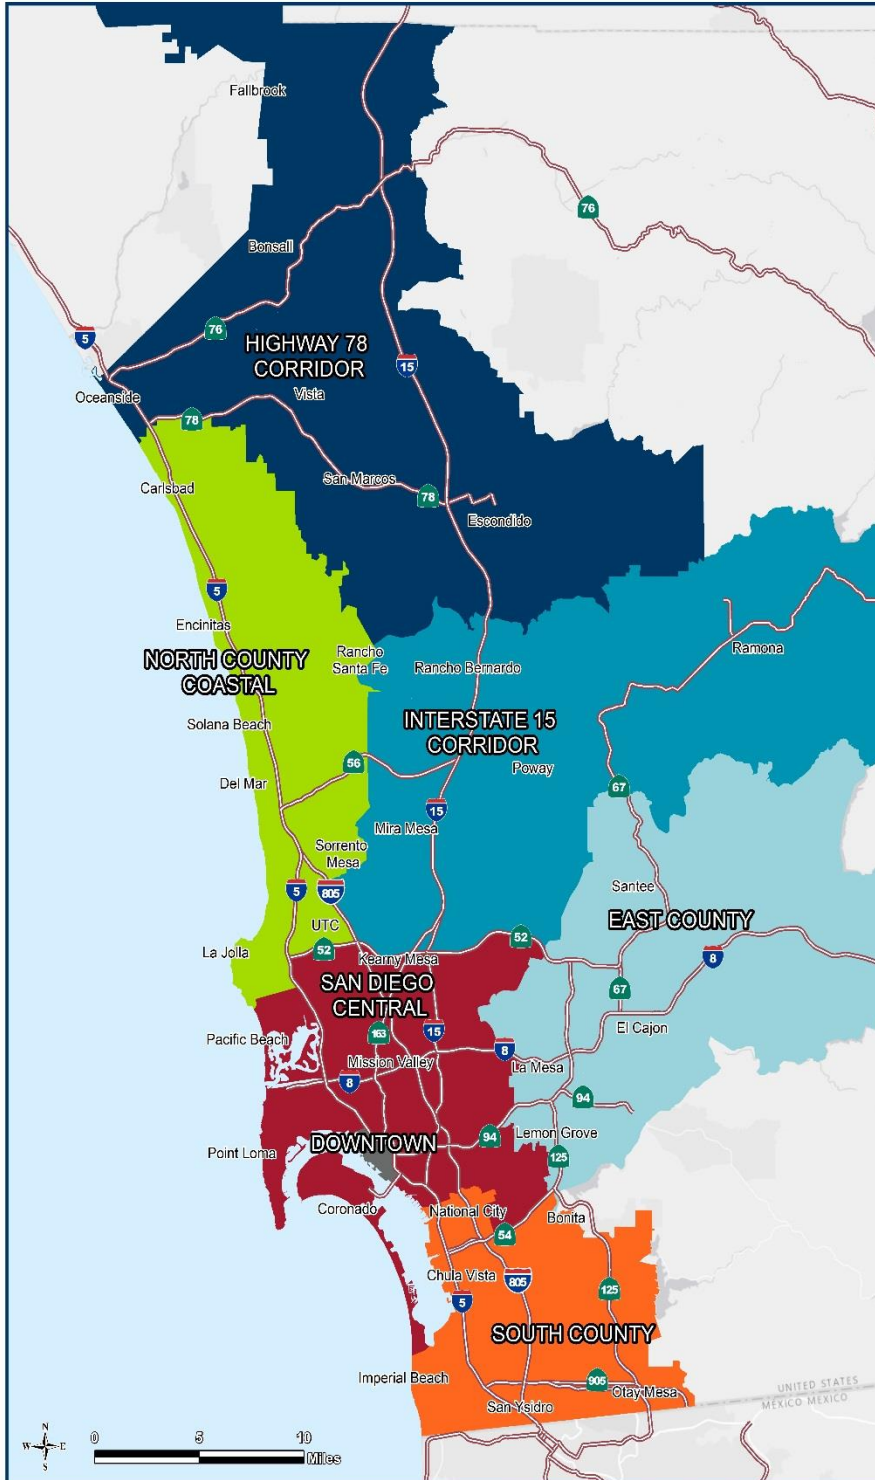 Fallbrook
76
Bonsall
76
5
HIGHWAY 78
CORRIDOR
15
Oceanside
Vista
78
San Marcos
Carlsbad
78
Escondido
5
Encinitas
NORTH COUNTY
COASTAL
Rancho
Santa Fe
Rancho Bernardo
Ramona
Solana Beach
INTERSTATE 15
CORRIDOR
56
Poway
Del Mar
67
15
Mira Mesa
Sorrento
Mesa
5
805
Santee
UTC
EAST COUNTY
52
52
La Jolla
Kearny Mesa
8
SAN DIEGO
CENTRAL
67
163
15
El Cajon
Pacific Beach
Mission Valley
8
La Mesa
8
94
Lemon Grove
94
DOWNTOWN
Point Loma
125
Coronado
National City
Bonita
54
Chula Vista
805
5
125
SOUTH COUNTY
Imperial Beach
905
Otay Mesa
San Ysidro
UNITED STATES
MEXICO MEXICO
N
W E
S
0 5 10
Miles